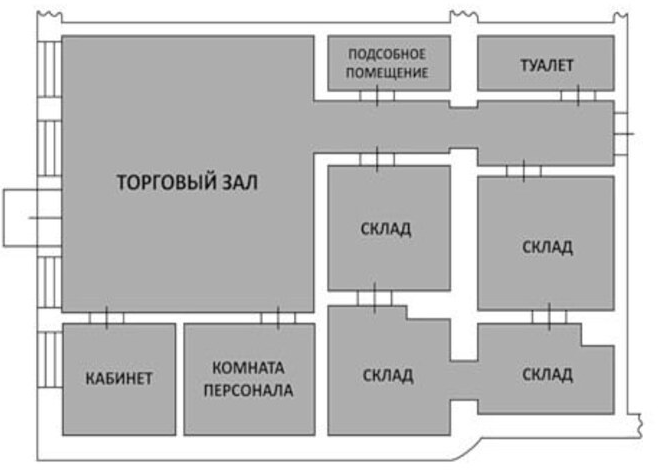 ПОДСОБНОЕ
ПОМЕЩЕНИЕ
ТУАЛЕТ
ТОРГОВЫЙ ЗАЛ
СКЛАД
СКЛАД
КАБИНЕТ
КОМНАТА
ПЕРСОНАЛА
СКЛАД
СКЛАД